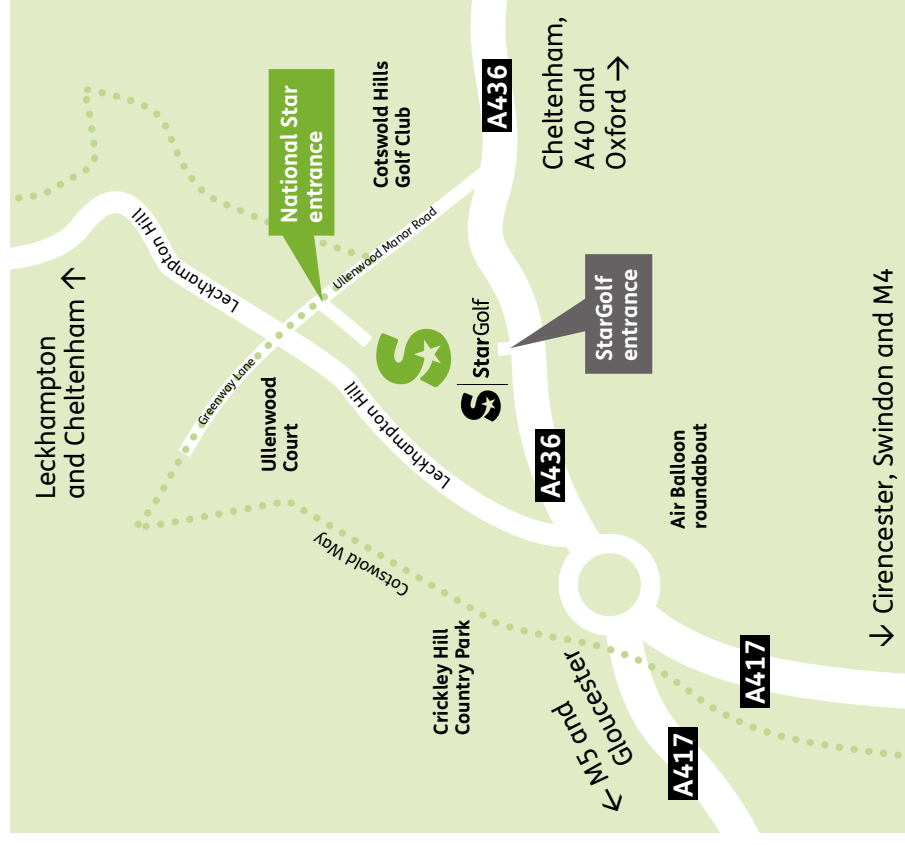 Leckhampton
and Cheltenham ↑
Leckhampton Hill
Greenway Lane
National Star
entrance
Ullenwood
Court
Ullenwood Manor Road
Cotswold Hills
Golf Club
Cotswold Way
Leckhampton Hill
S
S StarGolf
Crickley Hill
Country Park
A436
A436
Cheltenham,
A40 and
Oxford →
StarGolf
entrance
← M5 and
Gloucester
Air Balloon
roundabout
A417
A417
↓ Cirencester, Swindon and M4